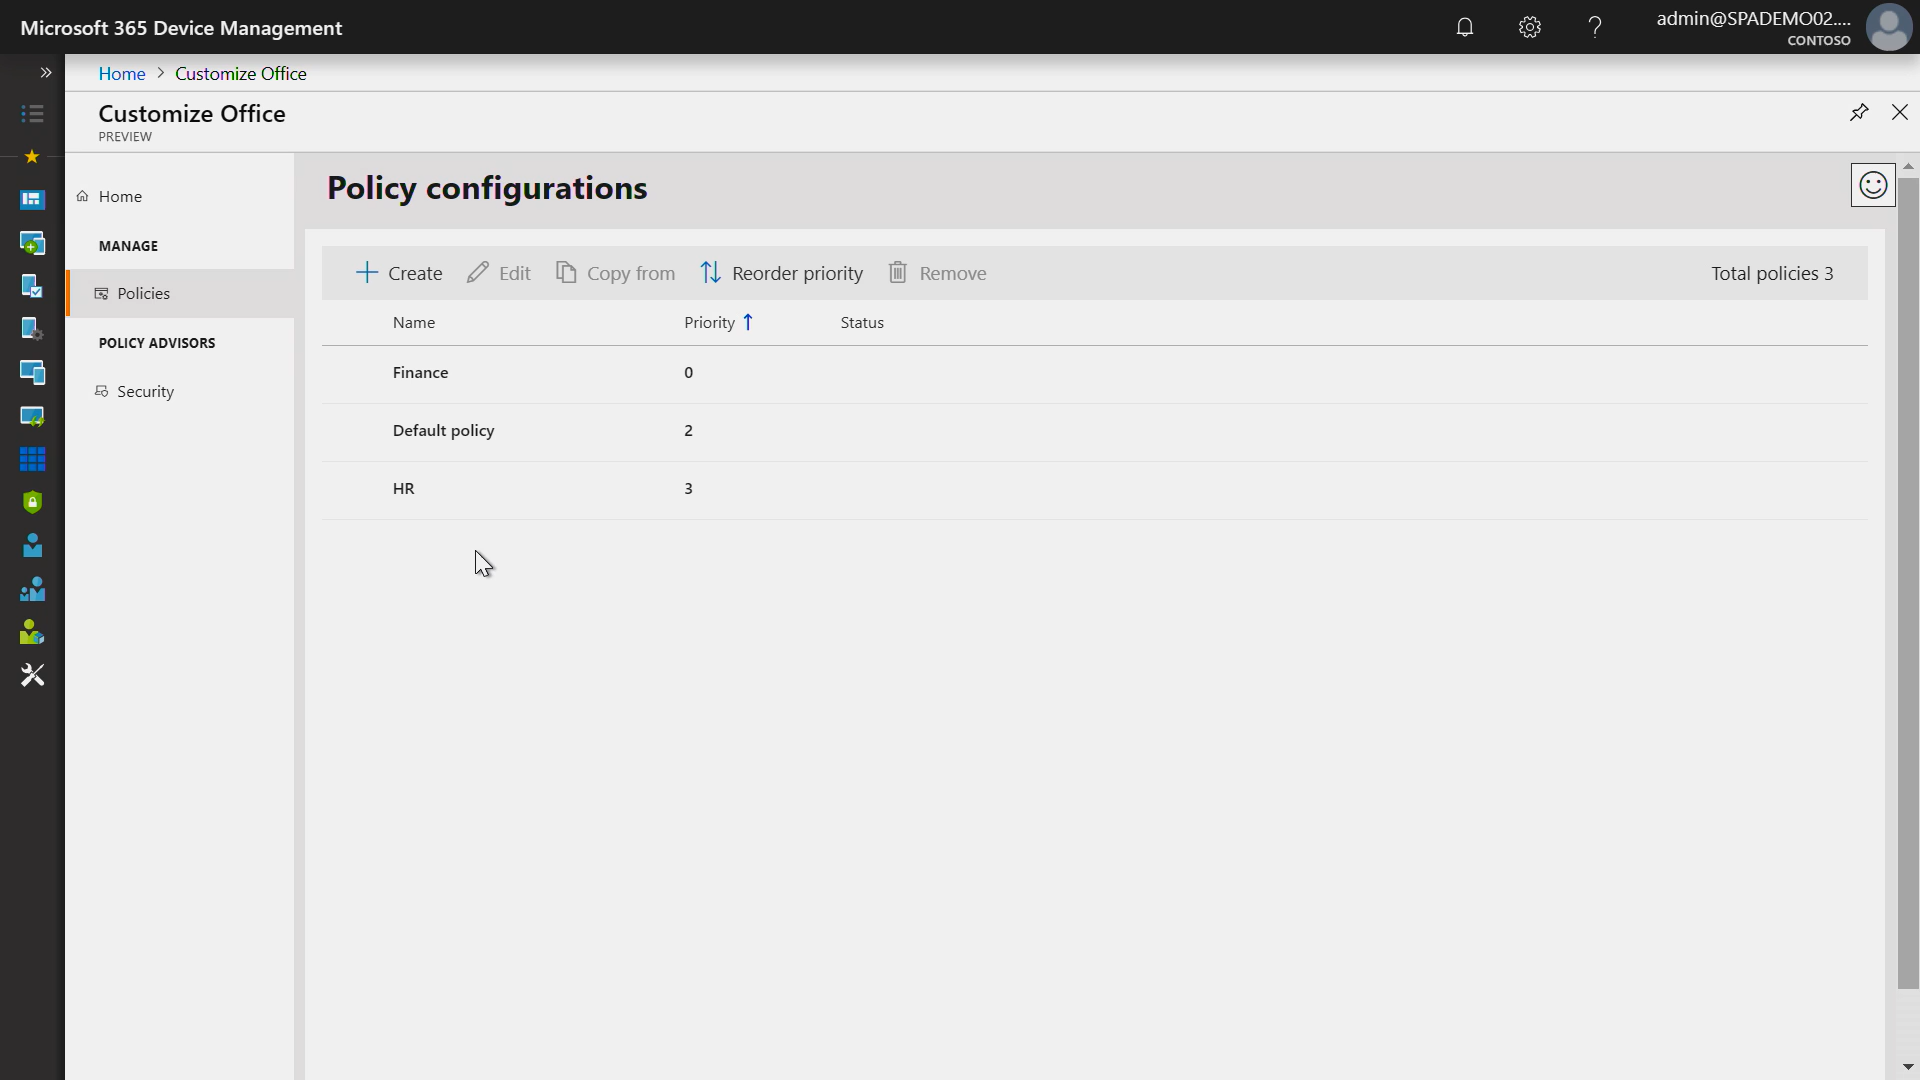 Microsoft 365 Device Management
admin@SPADEMO02....
CONTOSO
Home > Customize Office
Customize Office
PREVIEW
Home
MANAGE
Policies
POLICY ADVISORS
Security
Policy configurations
Create Edit Copy from Reorder priority Remove Total policies 3
Name Priority Status
Finance 0
Default policy 2
HR 3